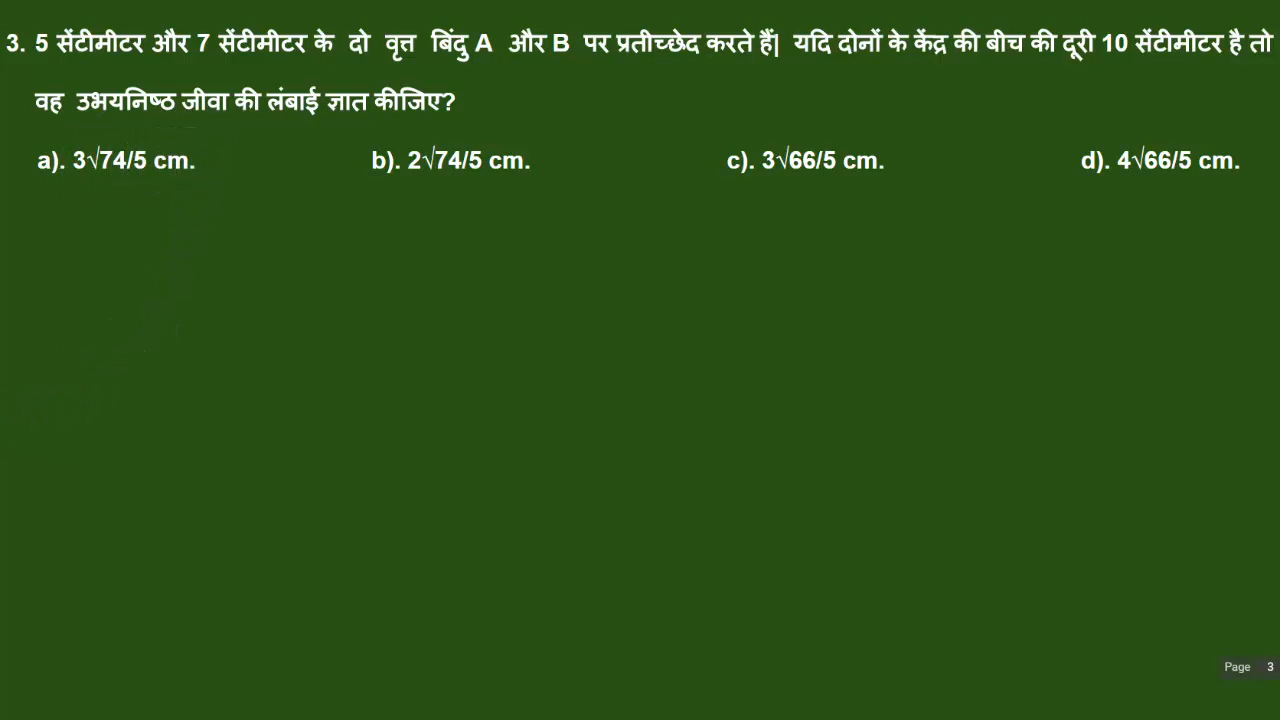 3. 5 सेंटीमीटर और 7 सेंटीमीटर के दो वृत्त बिंदु A और B पर प्रतीच्छेद करते हैं| यदि दोनों के केंद्र की बीच की दूरी 10 सेंटीमीटर है तो
वह उभयनिष्ठ जीवा की लंबाई ज्ञात कीजिए?
a). 3√74/5 cm. b). 2√74/5 cm. c). 3√66/5 cm. d). 4√66/5 cm.
Page 3